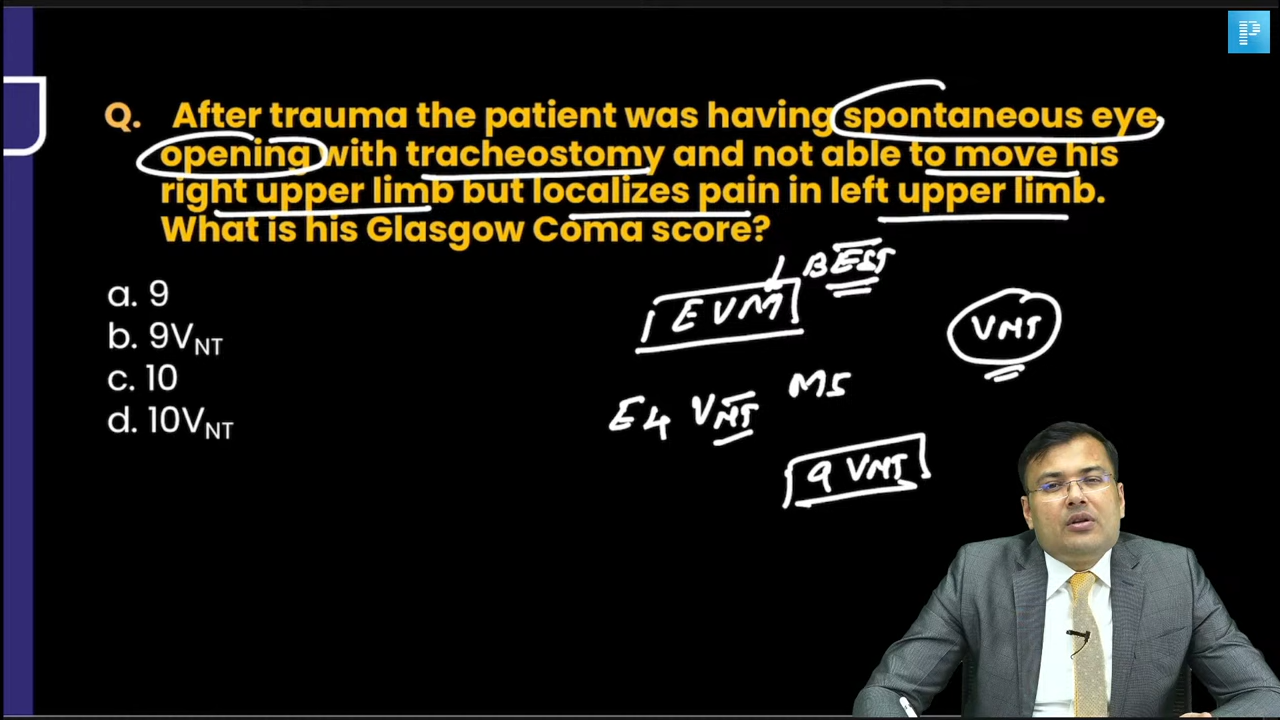 Q. After trauma the patient was having spontaneous eye
opening with tracheostomy and not able to move his
right upper limb but localizes pain in left upper limb.
What is his Glasgow Coma score?
a. 9
b. 9VNT
c. 10
d. 10VNT
BEST
EVM
VNT
E4 VNT M5
9 VNT
P